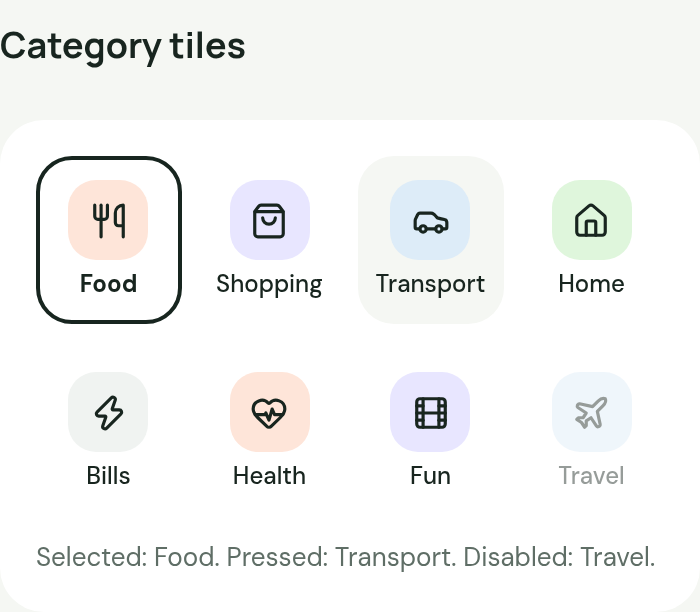 Category tiles
Food Shopping Transport Home
Bills Health Fun Travel
Selected: Food. Pressed: Transport. Disabled: Travel.